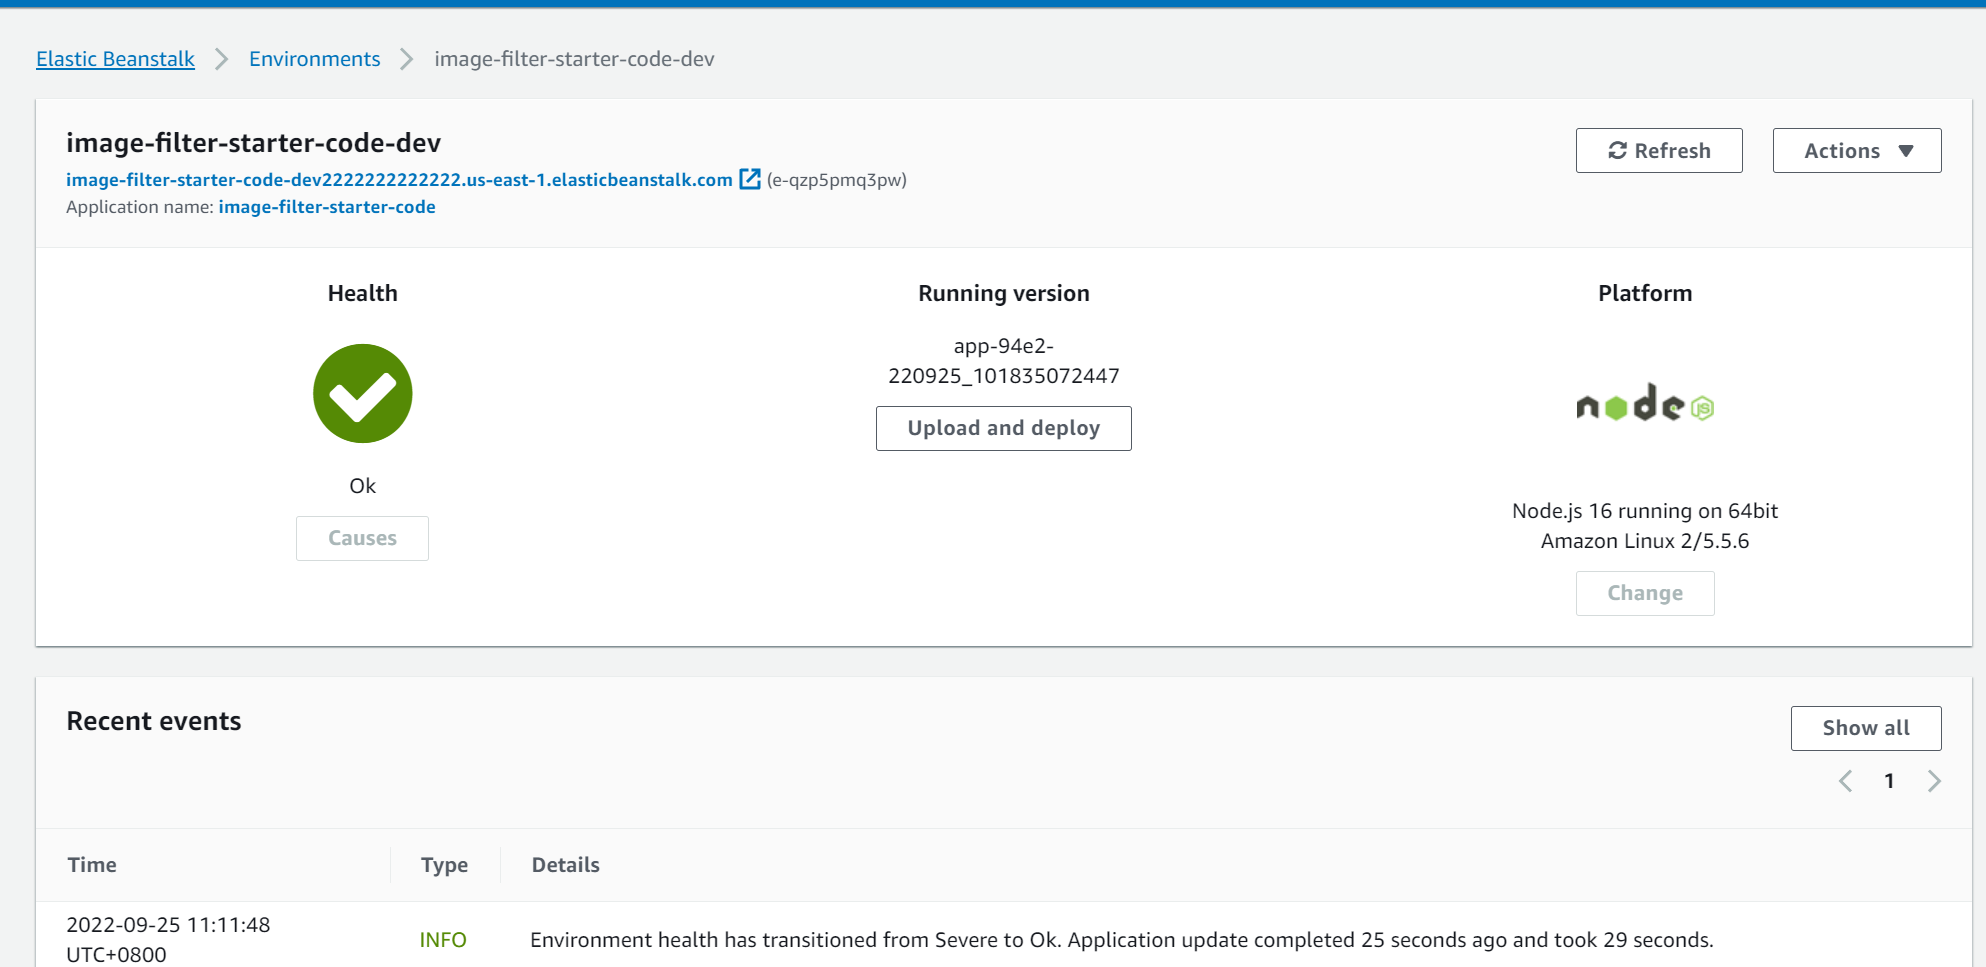 Elastic Beanstalk Environments image-filter-starter-code-dev
image-filter-starter-code-dev
Refresh Actions
image-filter-starter-code-dev2222222222222.us-east-1.elasticbeanstalk.com (e-qzp5pmq3pw)
Application name: image-filter-starter-code
Health
Ok
Causes
Running version
app-94e2-
220925_101835072447
Upload and deploy
Platform
node js
Node.js 16 running on 64bit
Amazon Linux 2/5.5.6
Change
Recent events
Show all
1
Time Type Details
2022-09-25 11:11:48
UTC+0800
INFO
Environment health has transitioned from Severe to Ok. Application update completed 25 seconds ago and took 29 seconds.